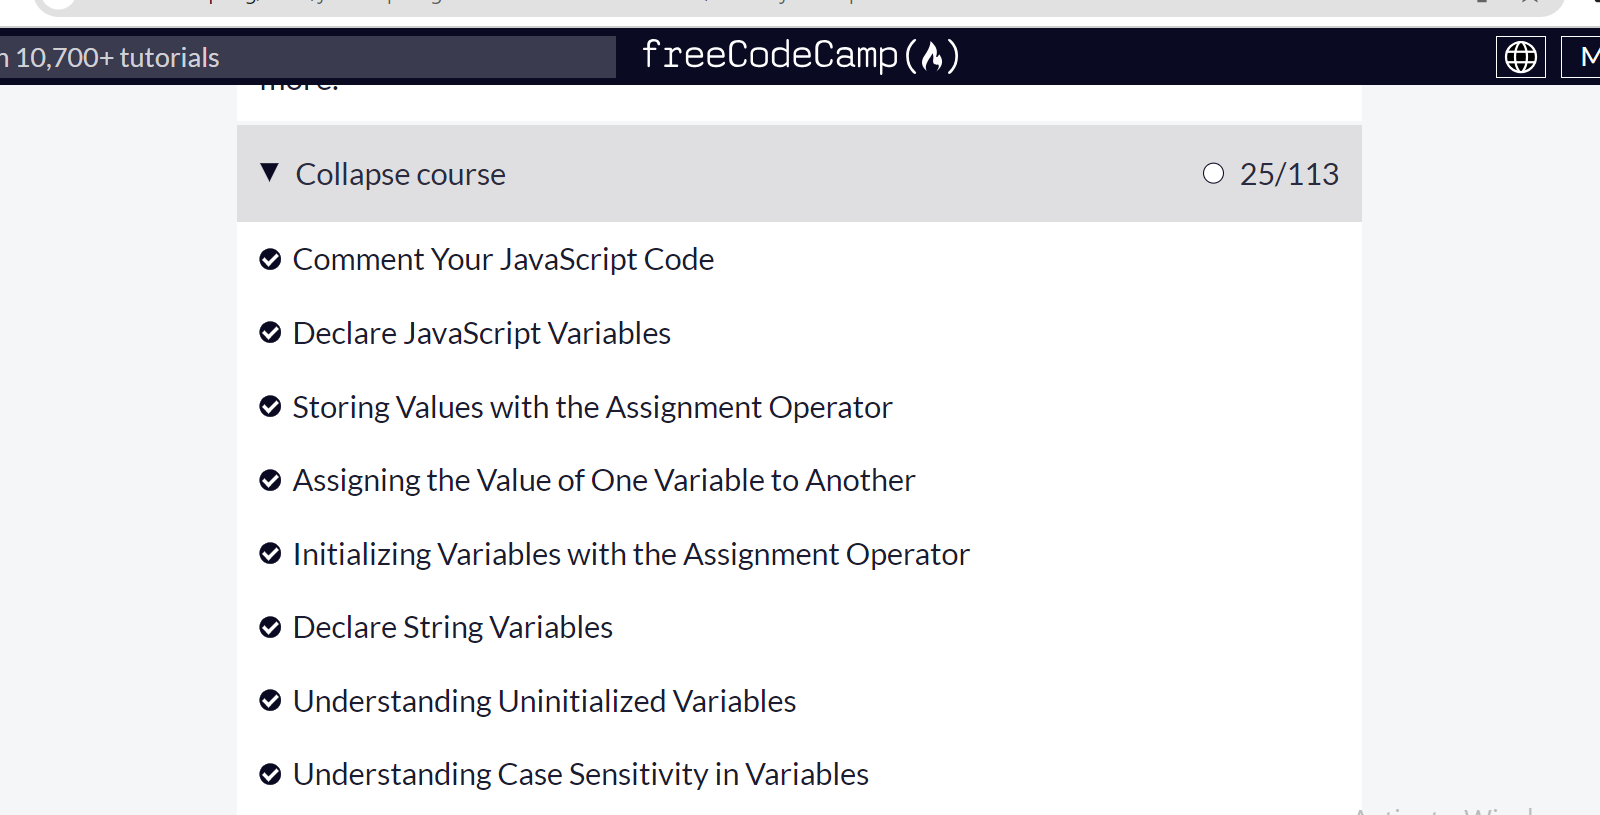 10,700+ tutorials
freeCodeCamp(🔥)
more.
Collapse course
25/113
Comment Your JavaScript Code
Declare JavaScript Variables
Storing Values with the Assignment Operator
Assigning the Value of One Variable to Another
Initializing Variables with the Assignment Operator
Declare String Variables
Understanding Uninitialized Variables
Understanding Case Sensitivity in Variables